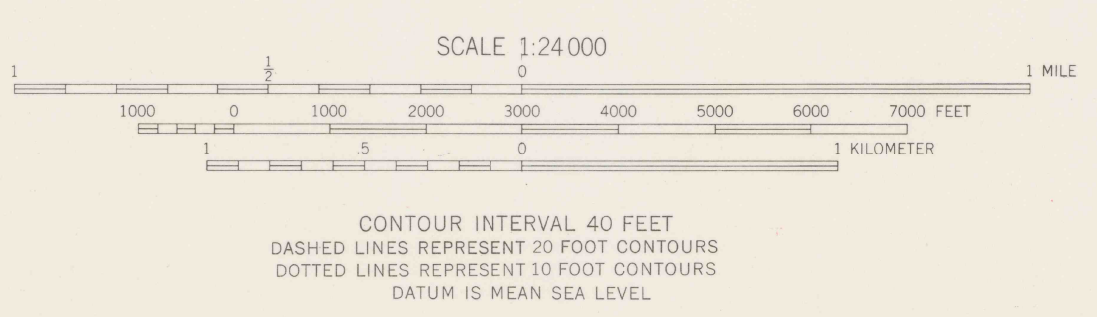 SCALE 1:24 000
1 1/2 0 1 MILE
1000 0 1000 2000 3000 4000 5000 6000 7000 FEET
1 .5 0 1 KILOMETER
CONTOUR INTERVAL 40 FEET
DASHED LINES REPRESENT 20 FOOT CONTOURS
DOTTED LINES REPRESENT 10 FOOT CONTOURS
DATUM IS MEAN SEA LEVEL